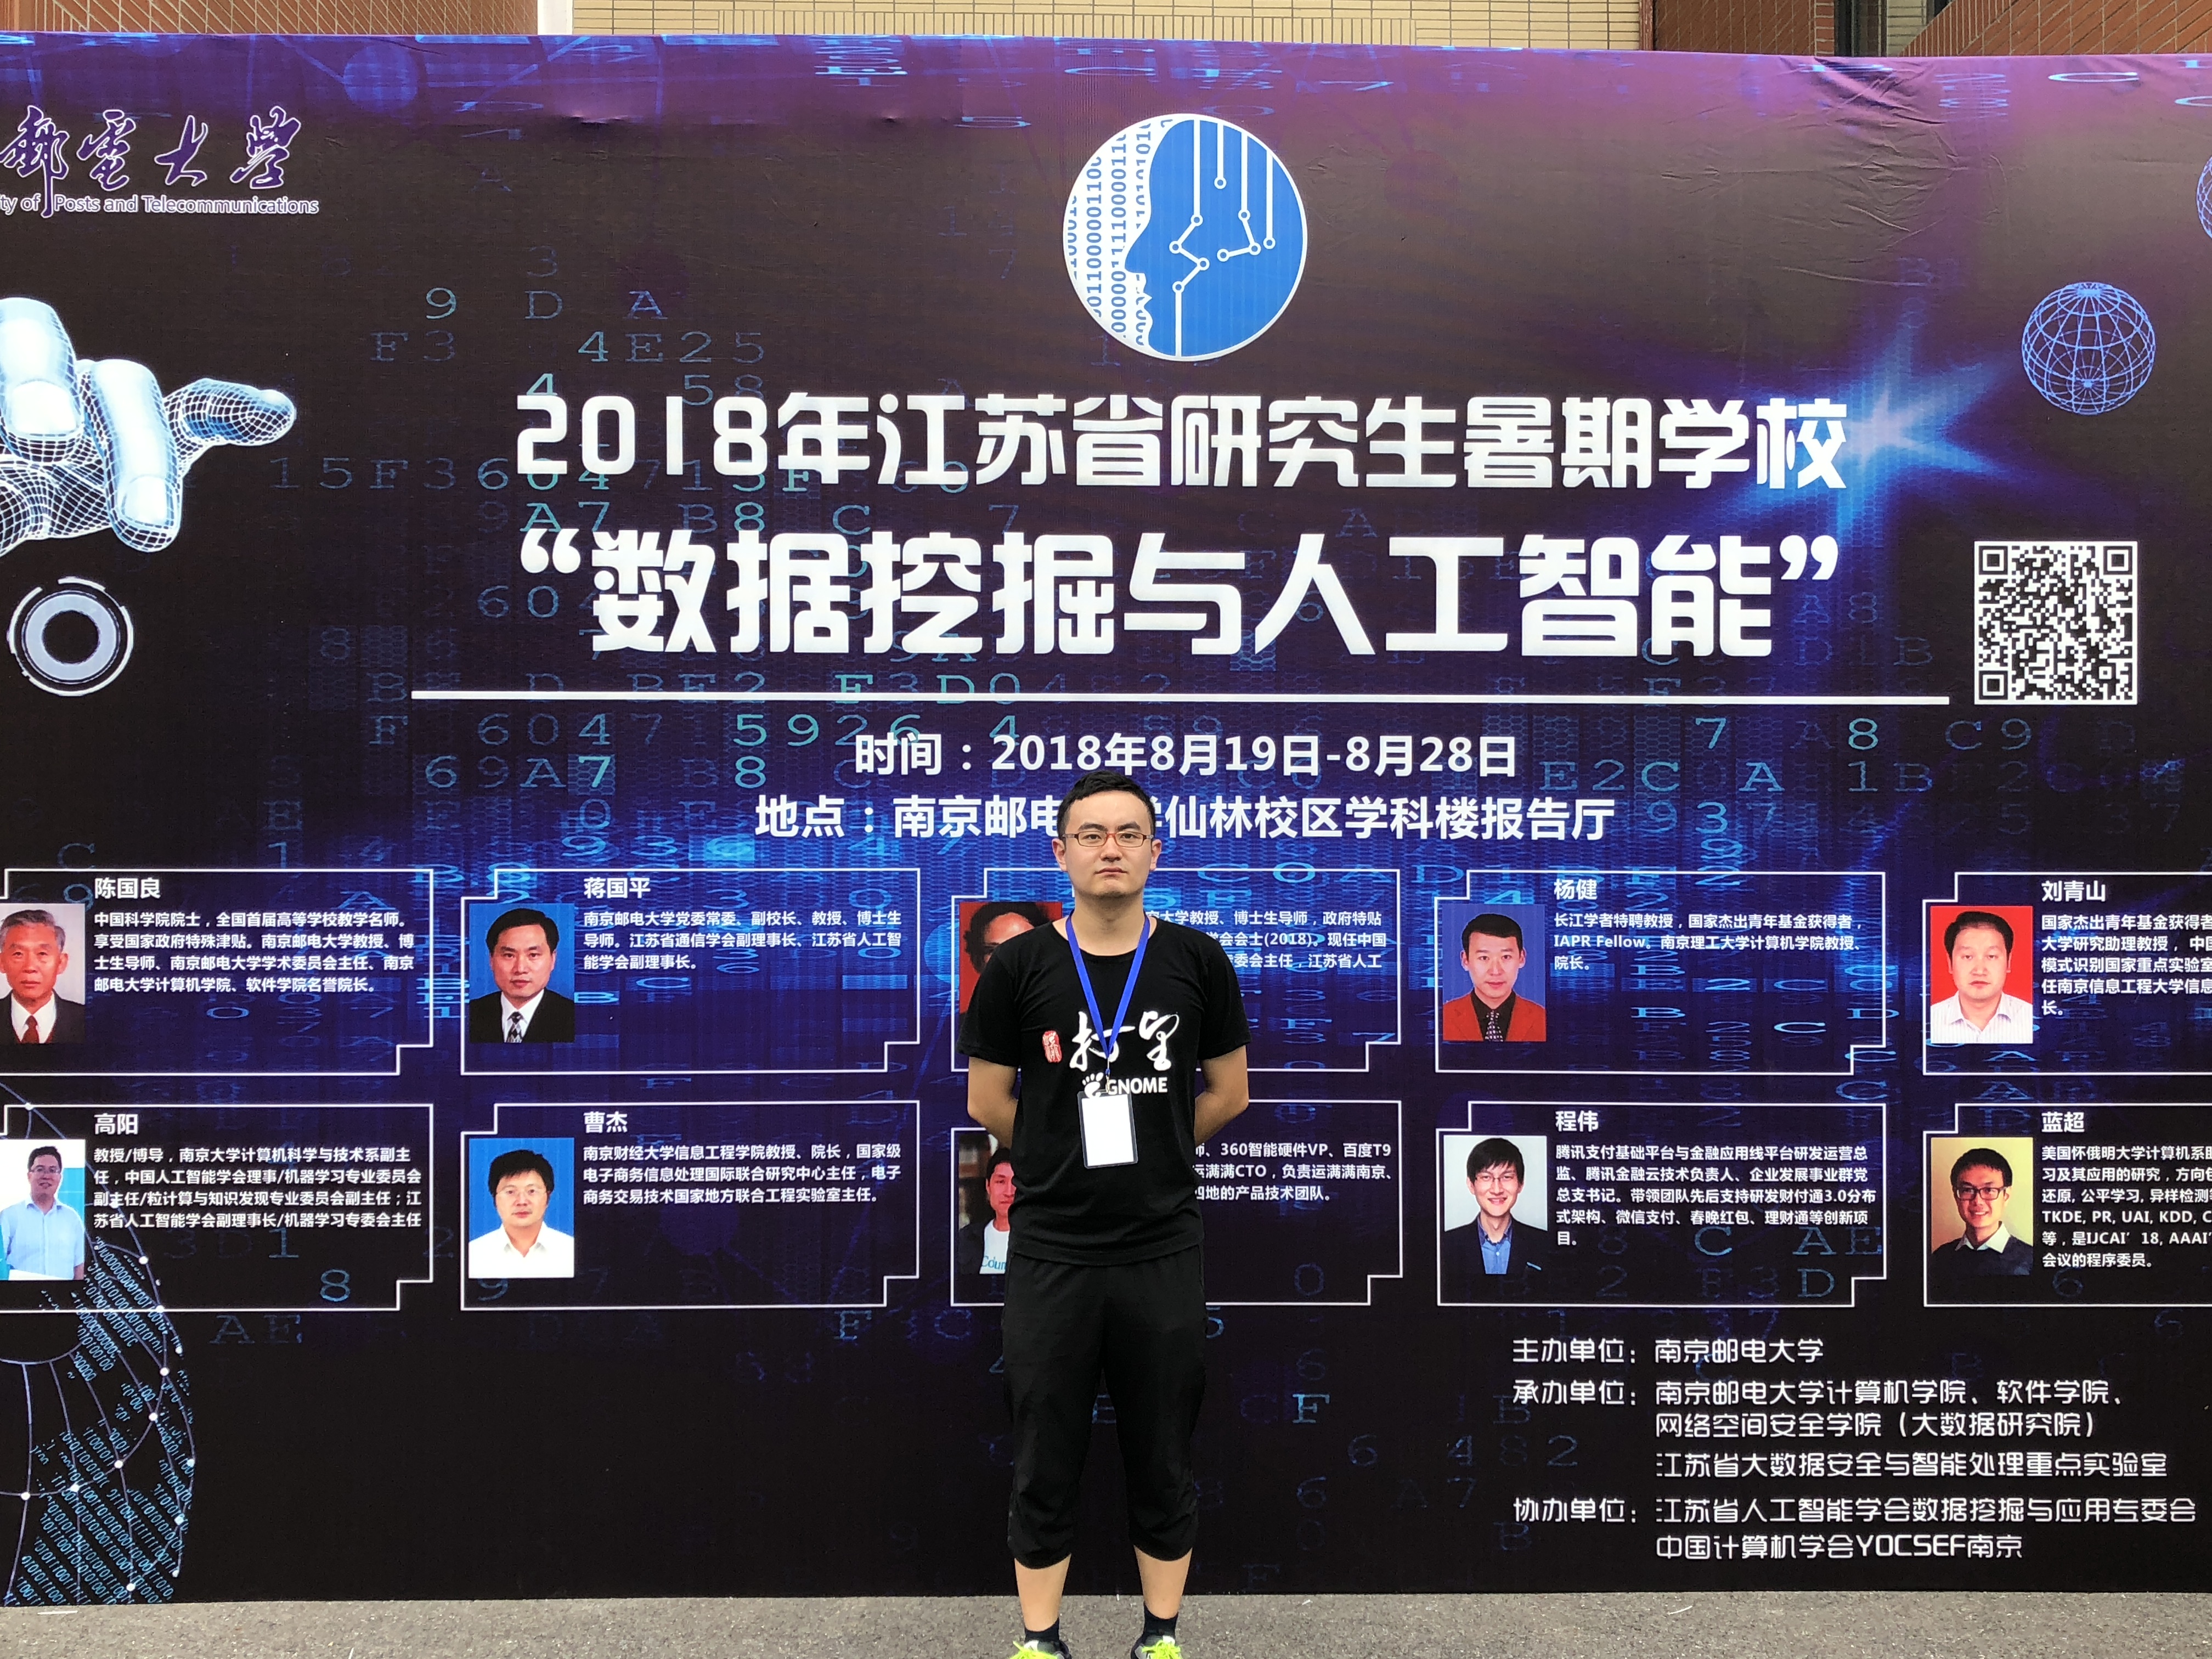 郵電大學
ty of Posts and Telecommunications
2018年江苏省研究生暑期学校
“数据挖掘与人工智能”
时间：2018年8月19日-8月28日
地点：南京邮电 仙林校区学科楼报告厅
陈国良
中国科学院院士，全国首届高等学校教学名师。
享受国家政府特殊津贴。南京邮电大学教授、博
士生导师、南京邮电大学学术委员会主任、南京
邮电大学计算机学院、软件学院名誉院长。
蒋国平
南京邮电大学党委常委、副校长、教授、博士生
导师。江苏省通信学会副理事长、江苏省人工智
能学会副理事长。
大学教授、博士生导师，政府特贴
学会会士(2018)。现任中国
委会主任，江苏省人工
杨健
长江学者特聘教授，国家杰出青年基金获得者，
IAPR Fellow。南京理工大学计算机学院教授、
院长。
刘青山
国家杰出青年基金获得者
大学研究助理教授，中国
模式识别国家重点实验室
任南京信息工程大学信息
长。
高阳
教授/博导，南京大学计算机科学与技术系副主
任，中国人工智能学会理事/机器学习专业委员会
副主任/粒计算与知识发现专业委员会副主任；江
苏省人工智能学会副理事长/机器学习专委会主任
曹杰
南京财经大学信息工程学院教授、院长，国家级
电子商务信息处理国际联合研究中心主任，电子
商务交易技术国家地方联合工程实验室主任。
师、360智能硬件VP、百度T9
运满满CTO，负责运满满南京、
四地的产品技术团队。
程伟
腾讯支付基础平台与金融应用线平台研发运营总
监、腾讯金融云技术负责人、企业发展事业群党
总支书记。带领团队先后支持研发财付通3.0分布
式架构、微信支付、春晚红包、理财通等创新项
目。
蓝超
美国怀俄明大学计算机系助
习及其应用的研究，方向包
还原, 公平学习, 异样检测等
TKDE, PR, UAI, KDD, C
等，是IJCAI’18, AAAI’
会议的程序委员。
GNOME
主办单位：南京邮电大学
承办单位：南京邮电大学计算机学院、软件学院、
网络空间安全学院（大数据研究院）
江苏省大数据安全与智能处理重点实验室
协办单位：江苏省人工智能学会数据挖掘与应用专委会
中国计算机学会YOCSEF南京